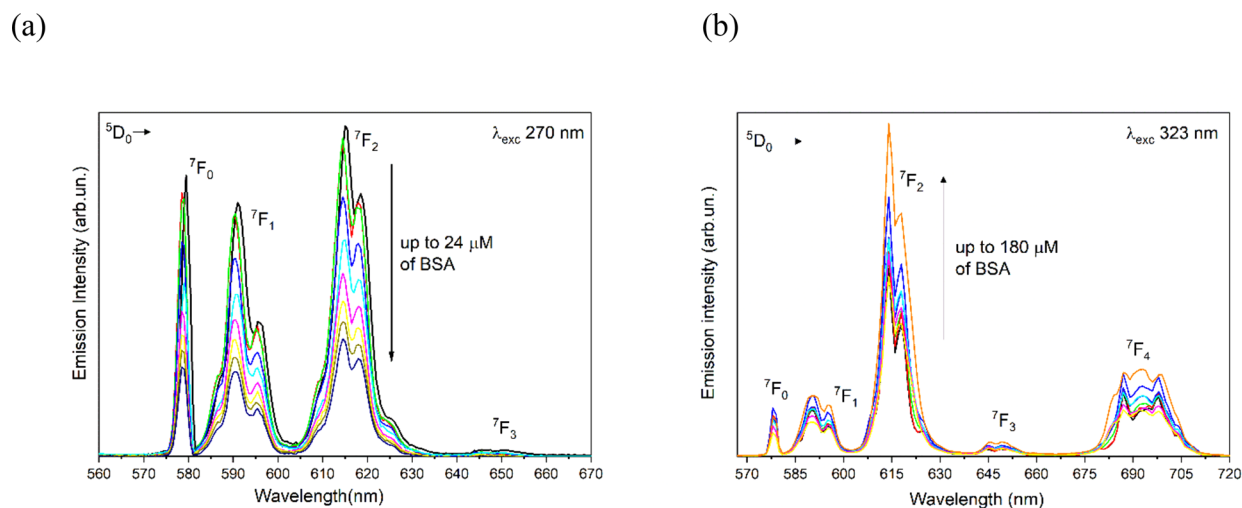 (a)
(b)
⁵D₀→
λexc 270 nm
⁷F₀
⁷F₁
⁷F₂
⁷F₃
up to 24 μM
of BSA
Emission Intensity (arb.un.)
560 570 580 590 600 610 620 630 640 650 660 670
Wavelength(nm)
⁵D₀ ►
λexc 323 nm
⁷F₀
⁷F₁
⁷F₂
⁷F₃
⁷F₄
up to 180 μM
of BSA
Emission intensity (arb.un.)
570 585 600 615 630 645 660 675 690 705 720
Wavelength (nm)